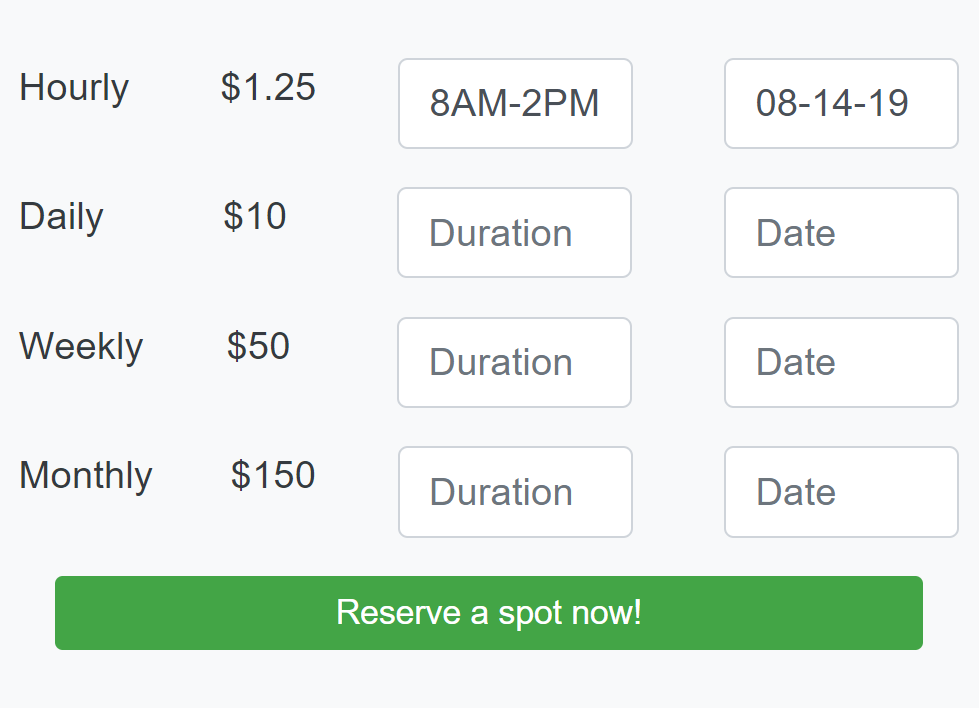 Hourly $1.25 8AM-2PM 08-14-19
Daily $10 Duration Date
Weekly $50 Duration Date
Monthly $150 Duration Date
Reserve a spot now!